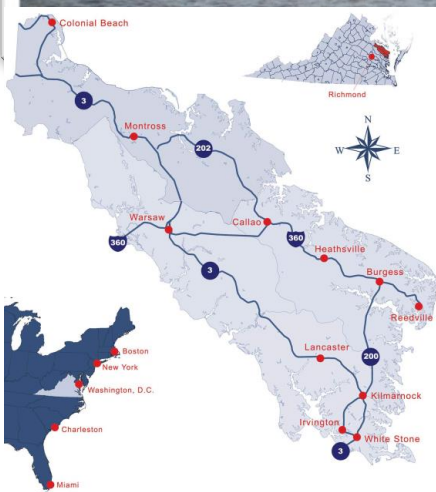 Colonial Beach
Richmond
3
Montross
N
W E
S
202
Warsaw
Callao
360
360
Heathsville
3
Burgess
Reedville
Boston
New York
Washington, D.C.
Lancaster
200
Kilmarnock
Charleston
Irvington
White Stone
3
Miami